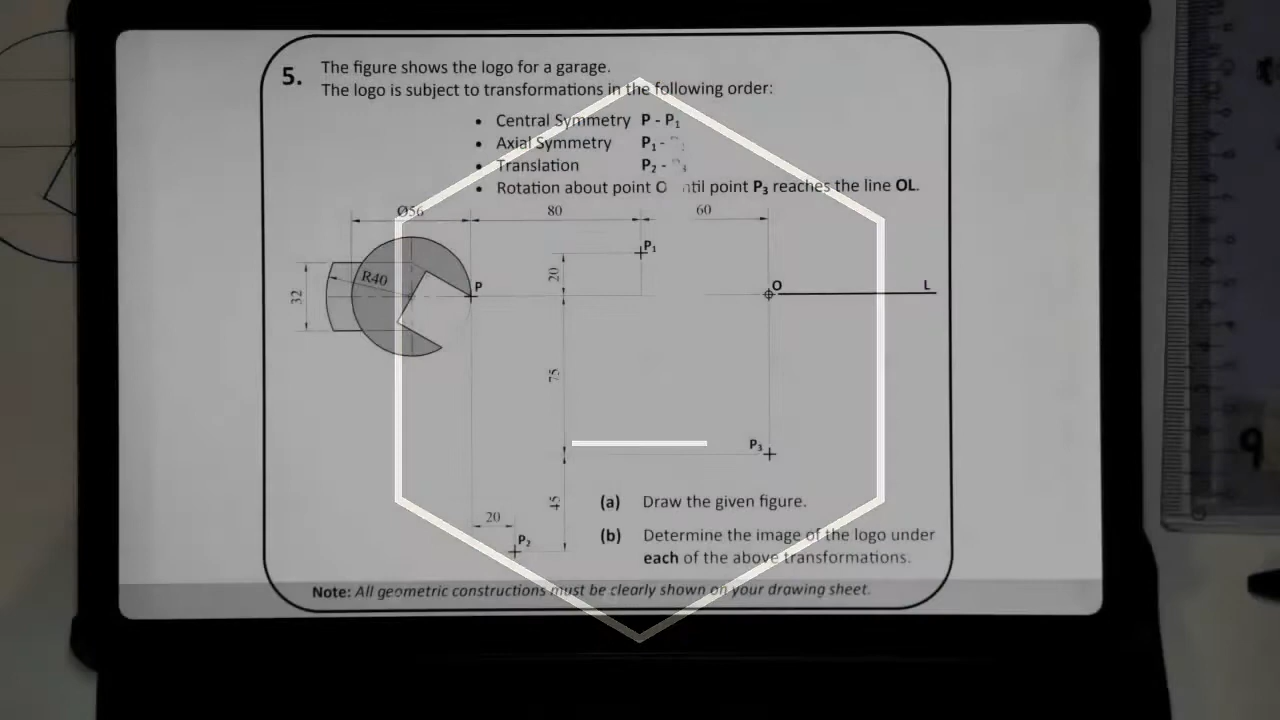 5. The figure shows the logo for a garage.
The logo is subject to transformations in the following order:
• Central Symmetry P - P₁
• Axial Symmetry P₁ -
• Translation P₂ -
• Rotation about point O until point P₃ reaches the line OL.
Ø56 80 60
P₁
20
R40
32
P
O L
75
P₃
45
(a) Draw the given figure.
20
P₂
(b) Determine the image of the logo under
each of the above transformations.
Note: All geometric constructions must be clearly shown on your drawing sheet.
9